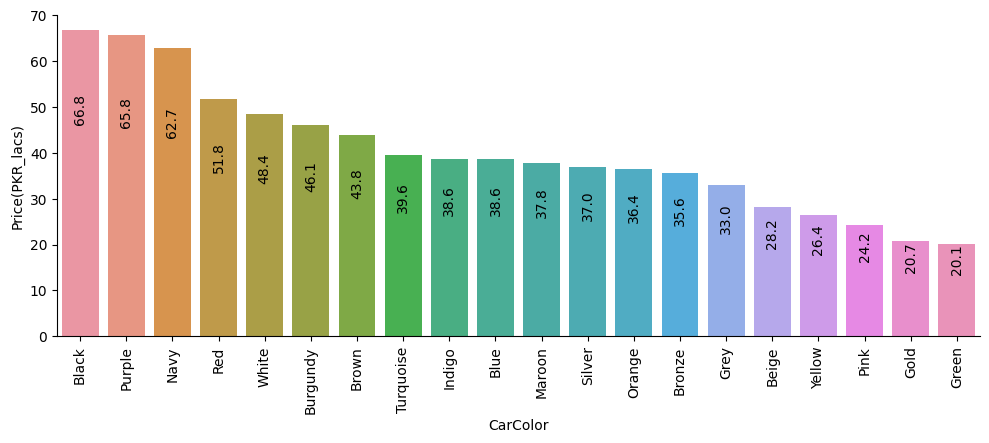 70
60
50
40
30
20
10
0
Price(PKR_lacs)
66.8
65.8
62.7
51.8
48.4
46.1
43.8
39.6
38.6
38.6
37.8
37.0
36.4
35.6
33.0
28.2
26.4
24.2
20.7
20.1
Black
Purple
Navy
Red
White
Burgundy
Brown
Turquoise
Indigo
Blue
Maroon
Silver
Orange
Bronze
Grey
Beige
Yellow
Pink
Gold
Green
CarColor